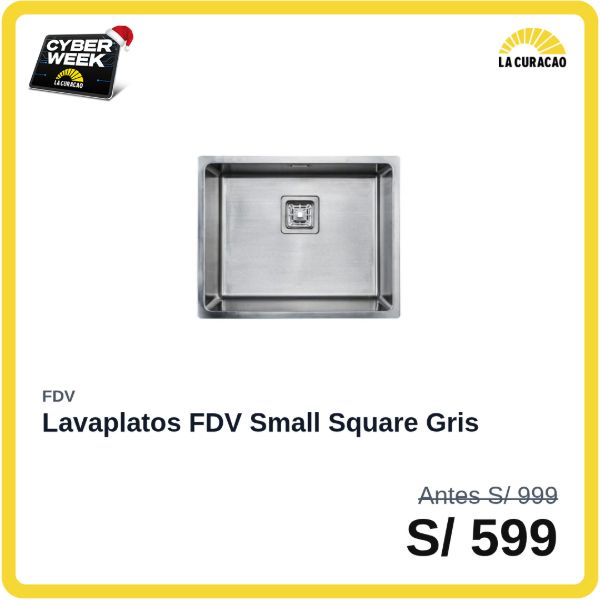 CYBER
WEEK
LA CURACAO
LA CURACAO
FDV
Lavaplatos FDV Small Square Gris
Antes S/ 999
S/ 599